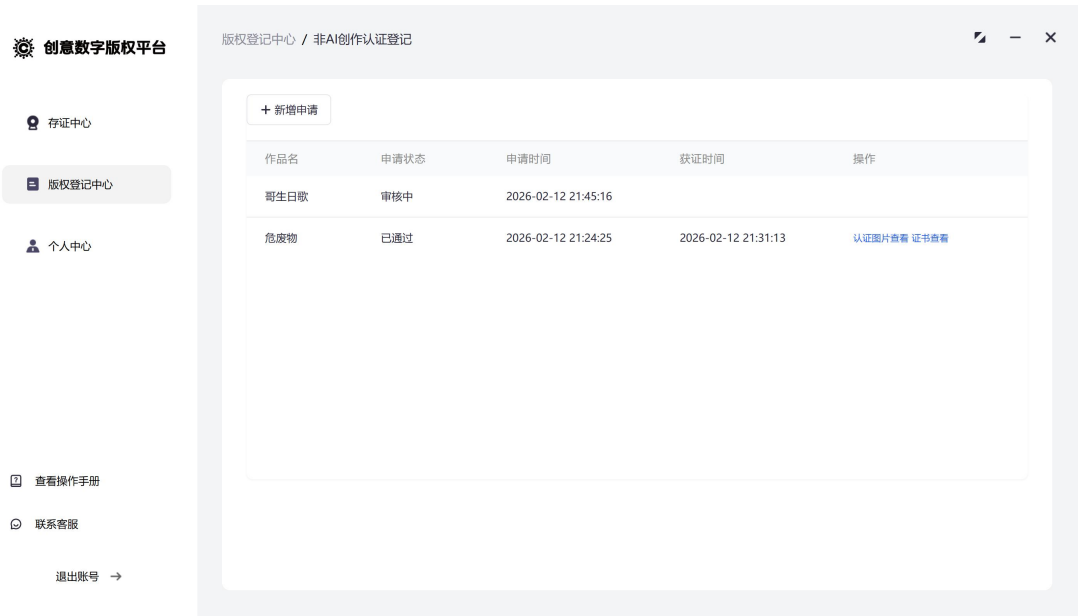 创意数字版权平台
存证中心
版权登记中心
个人中心
查看操作手册
联系客服
退出账号
版权登记中心 / 非AI创作认证登记
+ 新增申请
作品名 申请状态 申请时间 获证时间 操作
哥生日歌 审核中 2026-02-12 21:45:16
危废物 已通过 2026-02-12 21:24:25 2026-02-12 21:31:13 认证图片查看 证书查看